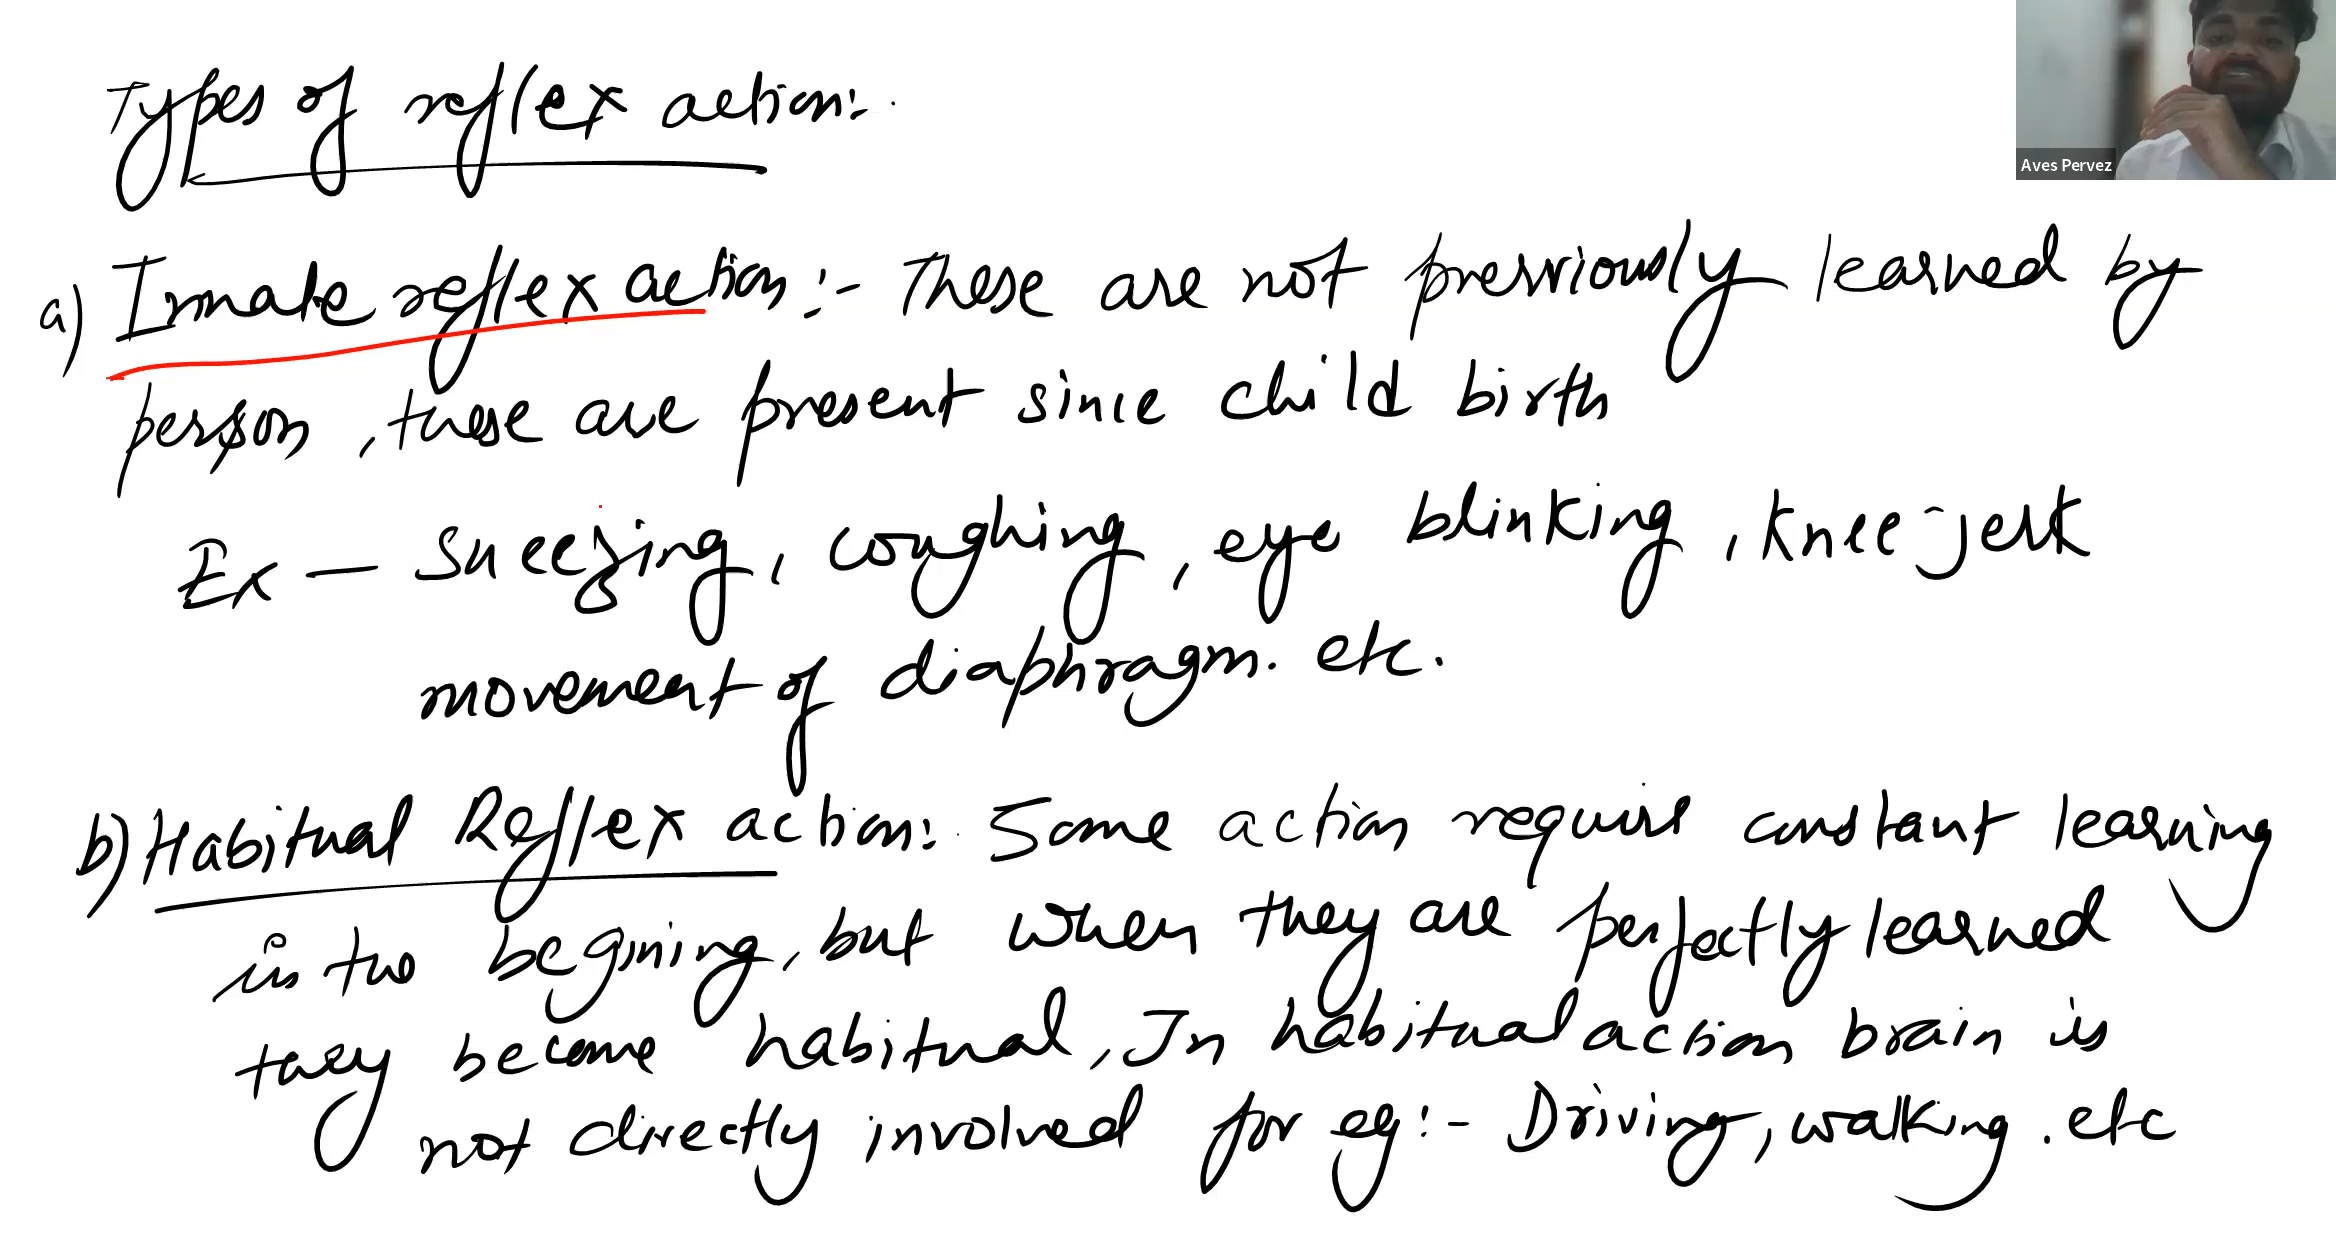 Types of reflex action:-
Aves Pervez
a) Innate reflex action :- These are not prerviously learned by
person, these are present since child birth
Ex - Sneezing, coughing, eye blinking, knee-jerk
movement of diaphragm. etc.
b) Habitual Reflex action: Some action require constant learning
in the begining, but when they are perfectly learned
they become habitual, In habitual action brain is
not directly involved for eg:- Driving, walking. etc